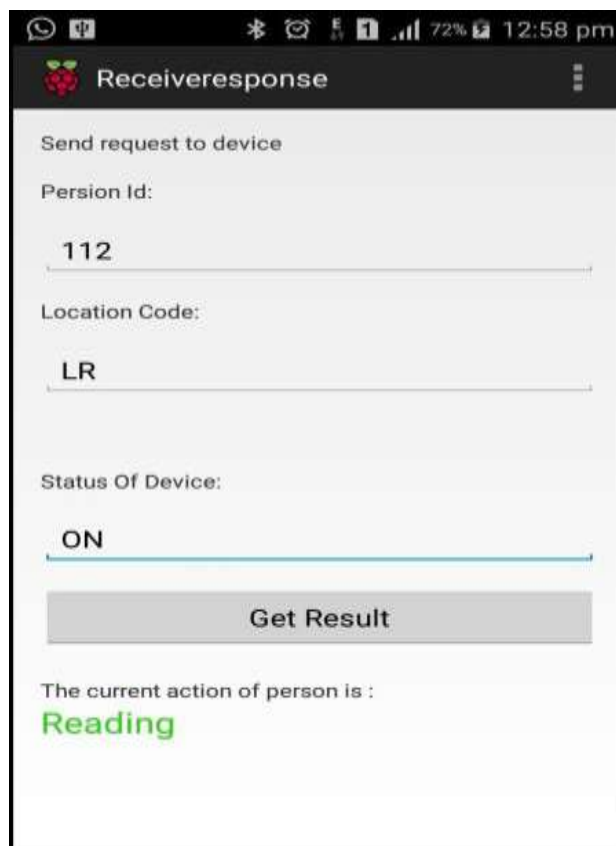 E 1 72% 12:58 pm
Receiveresponse
Send request to device
Persion Id:
112
Location Code:
LR
Status Of Device:
ON
Get Result
The current action of person is :
Reading